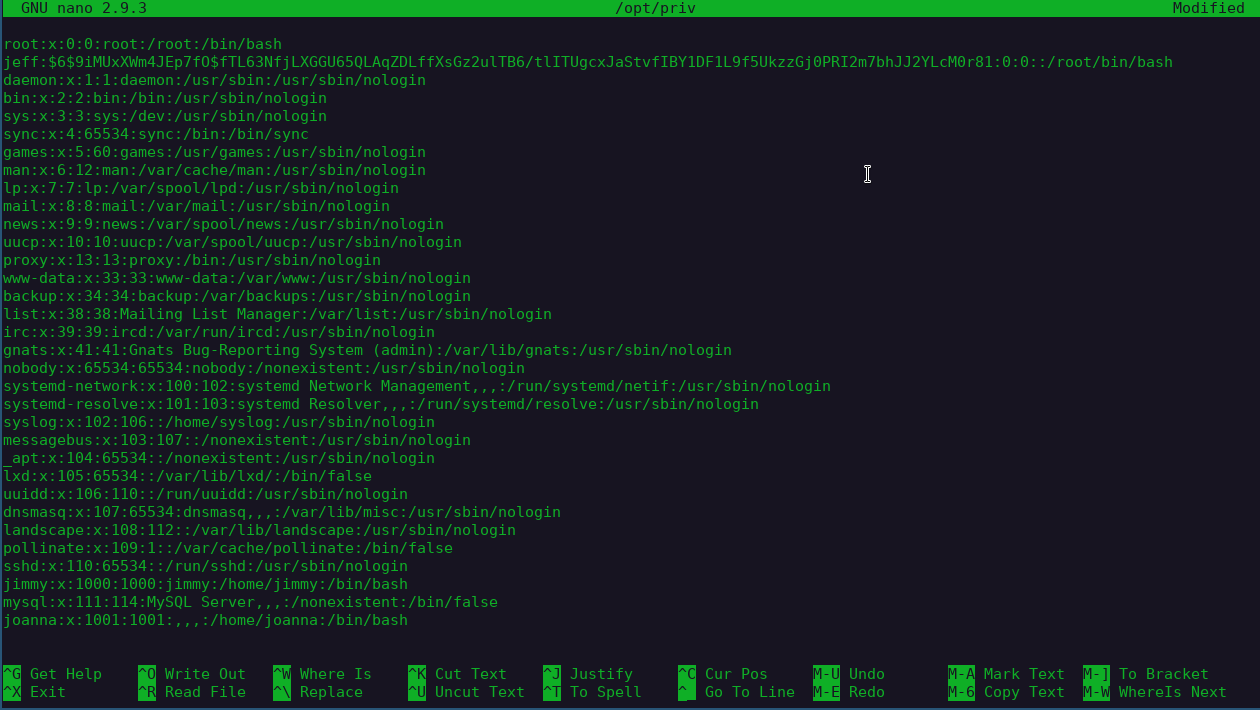 GNU nano 2.9.3 /opt/priv Modified
root:x:0:0:root:/root:/bin/bash
jeff:$6$9iMUxXWm4JEp7fO$fTL63NfjLXGGU65QLAqZDLffXsGz2ulTB6/tlITUgcxJaStvfIBY1DF1L9f5UkzzGj0PRI2m7bhJJ2YLcM0r81:0:0::/root/bin/bash
daemon:x:1:1:daemon:/usr/sbin:/usr/sbin/nologin
bin:x:2:2:bin:/bin:/usr/sbin/nologin
sys:x:3:3:sys:/dev:/usr/sbin/nologin
sync:x:4:65534:sync:/bin:/bin/sync
games:x:5:60:games:/usr/games:/usr/sbin/nologin
man:x:6:12:man:/var/cache/man:/usr/sbin/nologin
lp:x:7:7:lp:/var/spool/lpd:/usr/sbin/nologin
mail:x:8:8:mail:/var/mail:/usr/sbin/nologin
news:x:9:9:news:/var/spool/news:/usr/sbin/nologin
uucp:x:10:10:uucp:/var/spool/uucp:/usr/sbin/nologin
proxy:x:13:13:proxy:/bin:/usr/sbin/nologin
www-data:x:33:33:www-data:/var/www:/usr/sbin/nologin
backup:x:34:34:backup:/var/backups:/usr/sbin/nologin
list:x:38:38:Mailing List Manager:/var/list:/usr/sbin/nologin
irc:x:39:39:ircd:/var/run/ircd:/usr/sbin/nologin
gnats:x:41:41:Gnats Bug-Reporting System (admin):/var/lib/gnats:/usr/sbin/nologin
nobody:x:65534:65534:nobody:/nonexistent:/usr/sbin/nologin
systemd-network:x:100:102:systemd Network Management,,,:/run/systemd/netif:/usr/sbin/nologin
systemd-resolve:x:101:103:systemd Resolver,,,:/run/systemd/resolve:/usr/sbin/nologin
syslog:x:102:106::/home/syslog:/usr/sbin/nologin
messagebus:x:103:107::/nonexistent:/usr/sbin/nologin
_apt:x:104:65534::/nonexistent:/usr/sbin/nologin
lxd:x:105:65534::/var/lib/lxd/:/bin/false
uuidd:x:106:110::/run/uuidd:/usr/sbin/nologin
dnsmasq:x:107:65534:dnsmasq,,,:/var/lib/misc:/usr/sbin/nologin
landscape:x:108:112::/var/lib/landscape:/usr/sbin/nologin
pollinate:x:109:1::/var/cache/pollinate:/bin/false
sshd:x:110:65534::/run/sshd:/usr/sbin/nologin
jimmy:x:1000:1000:jimmy:/home/jimmy:/bin/bash
mysql:x:111:114:MySQL Server,,,:/nonexistent:/bin/false
joanna:x:1001:1001:,,,:/home/joanna:/bin/bash
^G Get Help ^O Write Out ^W Where Is ^K Cut Text ^J Justify ^C Cur Pos M-U Undo M-A Mark Text M-] To Bracket
^X Exit ^R Read File ^\ Replace ^U Uncut Text ^T To Spell ^_ Go To Line M-E Redo M-6 Copy Text M-W WhereIs Next